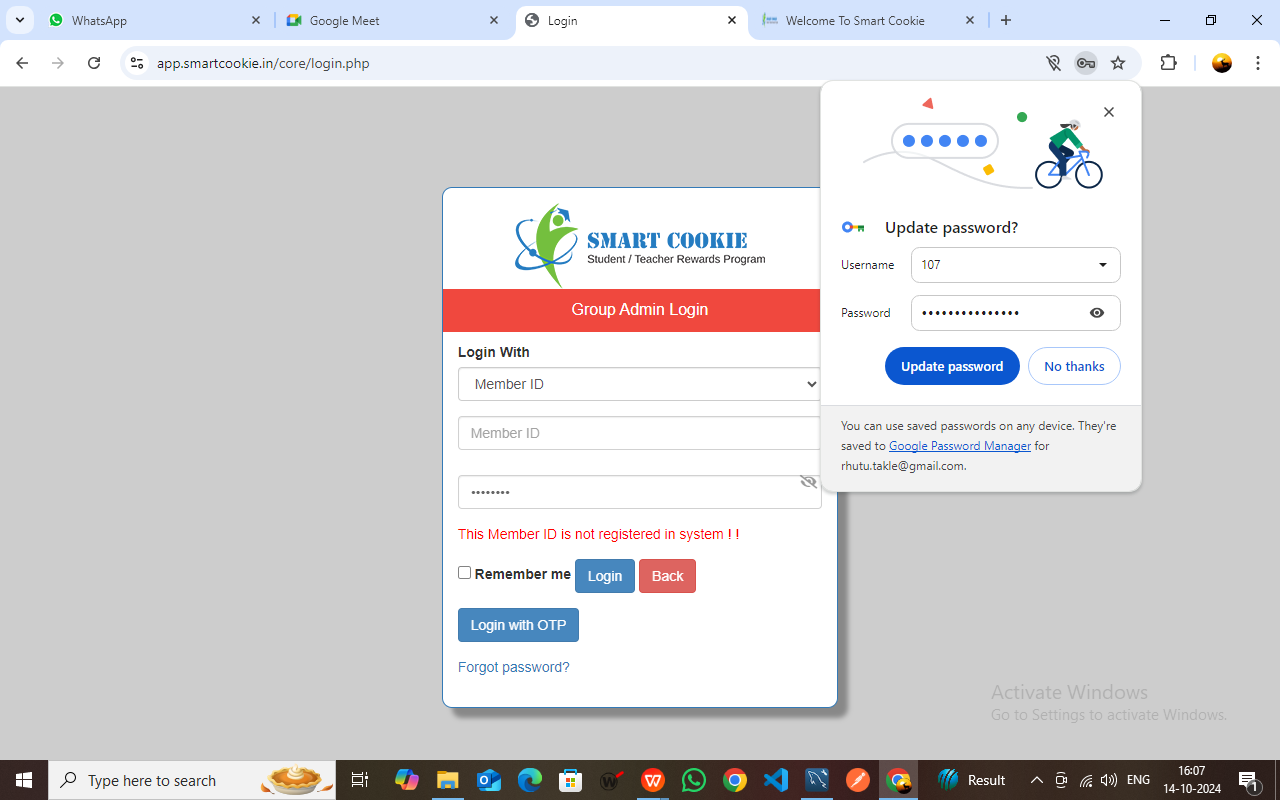 WhatsApp
Google Meet
Login
Welcome To Smart Cookie
app.smartcookie.in/core/login.php
SMART COOKIE
Student / Teacher Rewards Program
Group Admin Login
Login With
Member ID
Member ID
••••••••
This Member ID is not registered in system ! !
Remember me Login Back
Login with OTP
Forgot password?
Update password?
Username 107
Password •••••••••••••••
Update password No thanks
You can use saved passwords on any device. They're
saved to Google Password Manager for
rhutu.takle@gmail.com.
Activate Windows
Go to Settings to activate Windows.
Type here to search
Result
ENG
16:07
14-10-2024
1